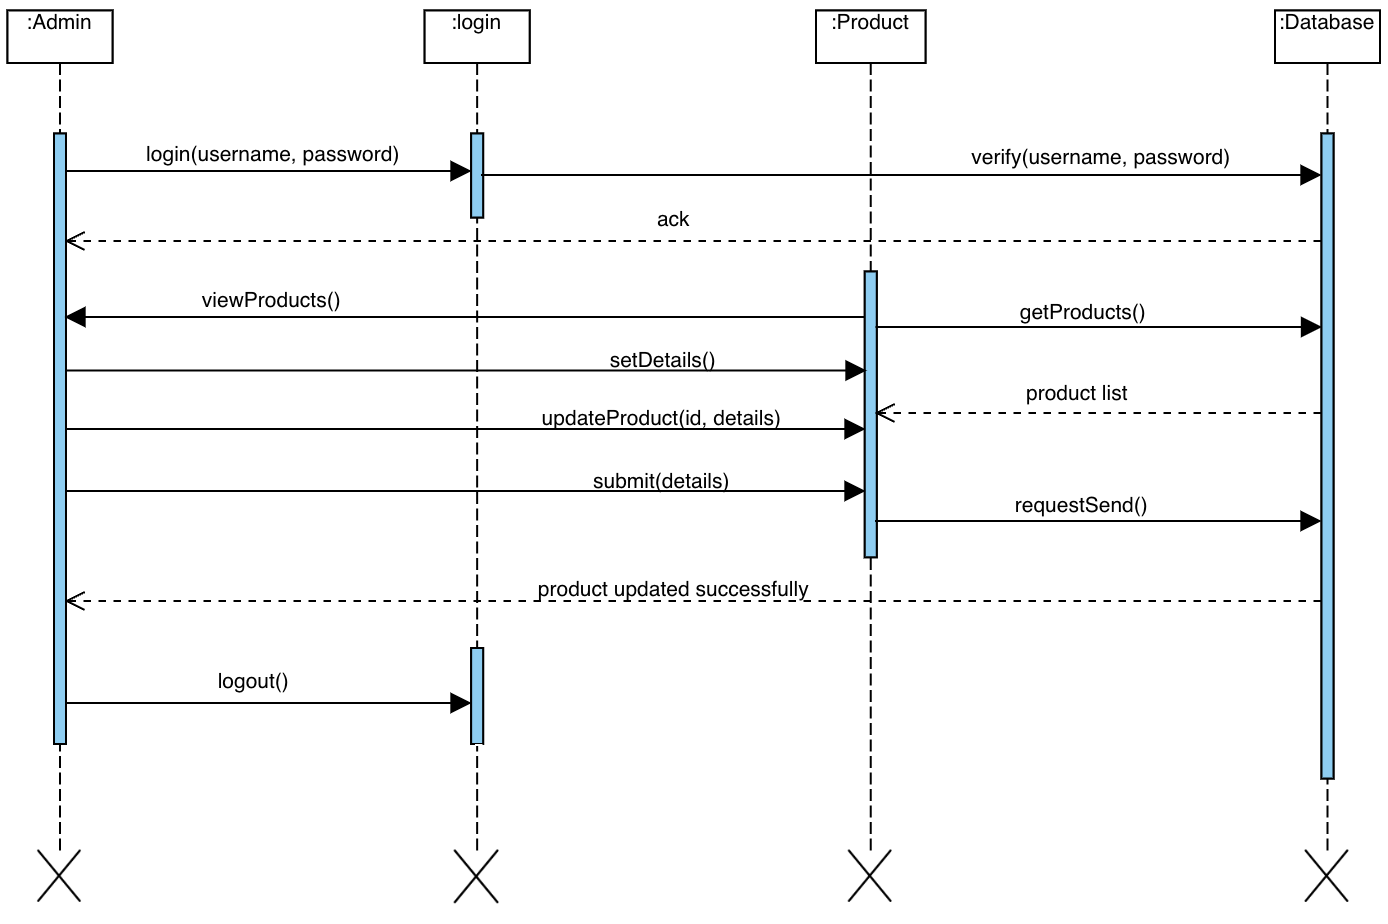 :Admin
:login
:Product
:Database
login(username, password)
verify(username, password)
ack
viewProducts()
getProducts()
setDetails()
product list
updateProduct(id, details)
submit(details)
requestSend()
product updated successfully
logout()